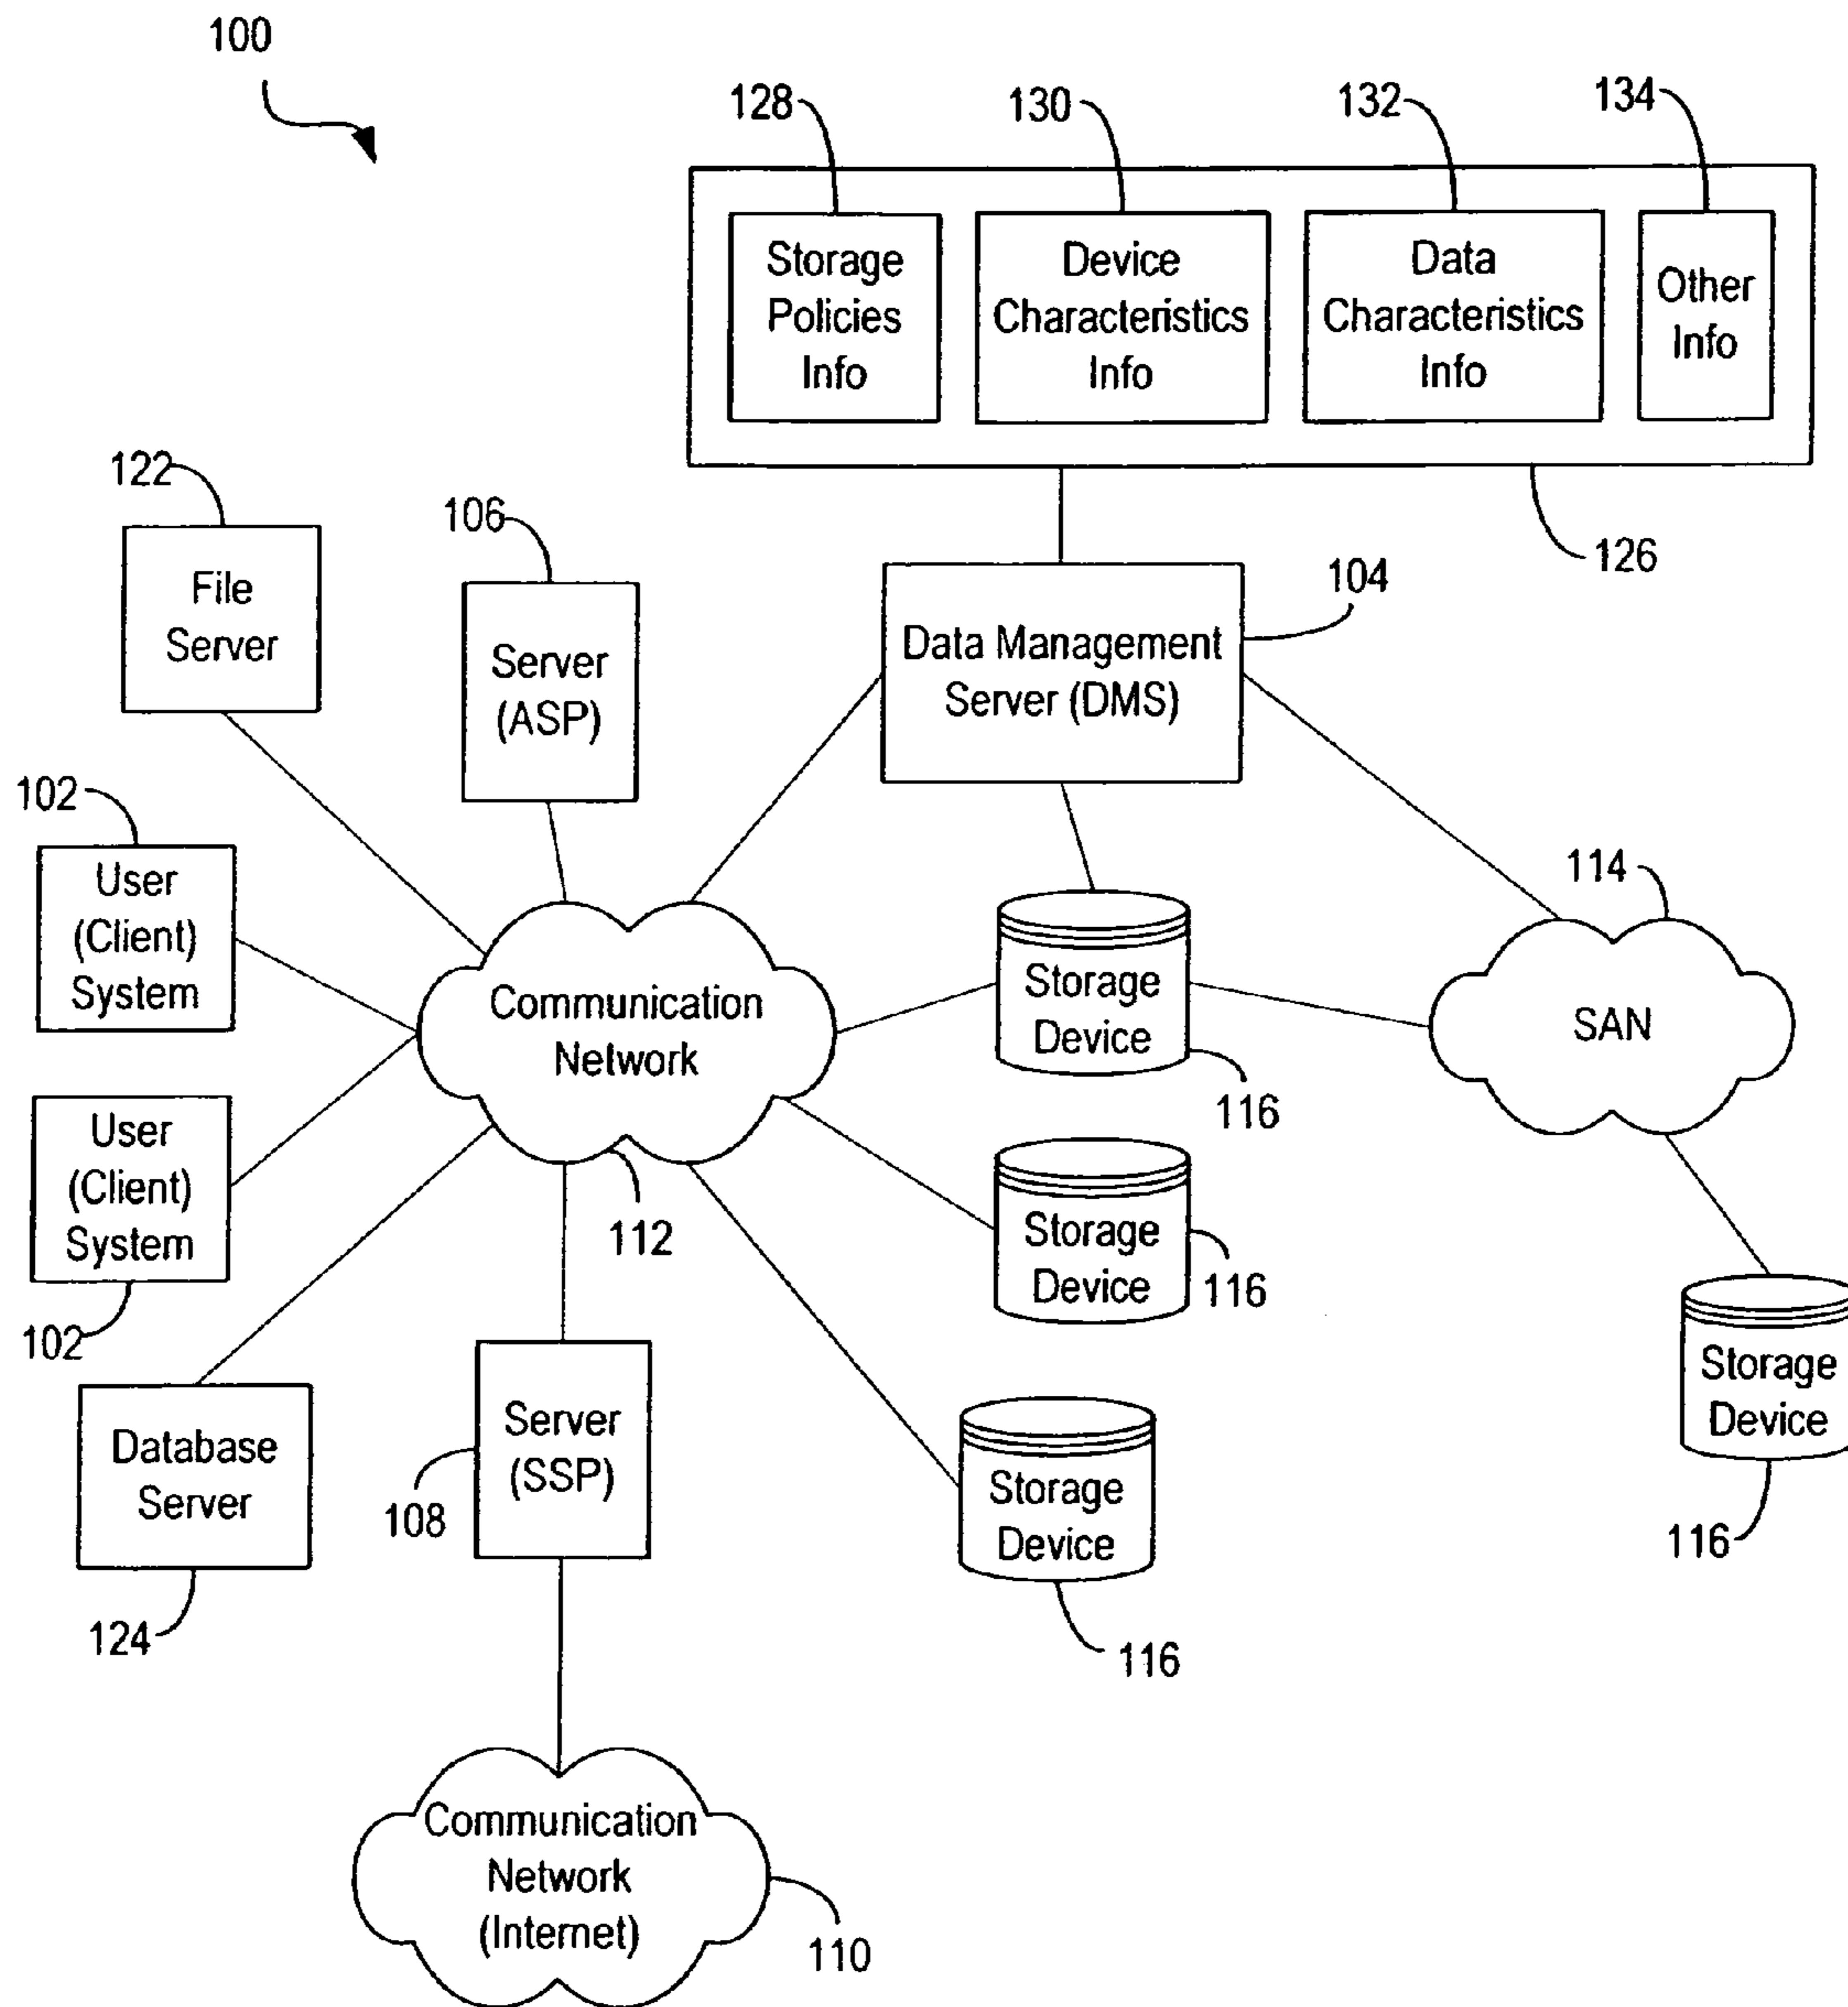 100
128
130
132
134
Storage
Policies
Info
Device
Characteristics
Info
Data
Characteristics
Info
Other
Info
126
122
File
Server
106
Server
(ASP)
104
Data Management
Server (DMS)
102
User
(Client)
System
114
SAN
Communication
Network
112
Storage
Device
116
User
(Client)
System
102
Storage
Device
116
Storage
Device
116
Database
Server
124
Server
(SSP)
108
Storage
Device
116
Communication
Network
(Internet)
110